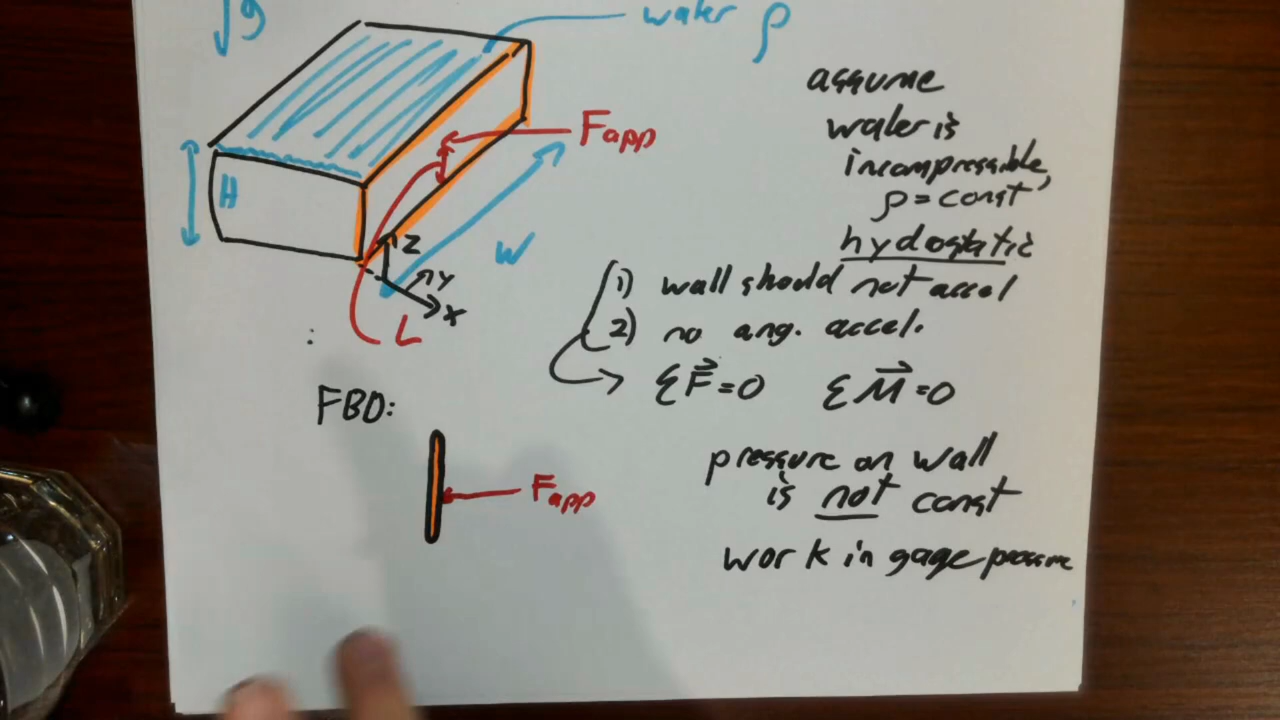 g
water ρ
assume
water is
incompressible,
ρ = const
hydostatic
1) wall should not accel
2) no ang. accel.
ΣF⃗=0 ΣM⃗=0
Fapp
H
W
z
y
x
L
FBD:
Fapp
pressure on wall
is not const
work in gage pressure